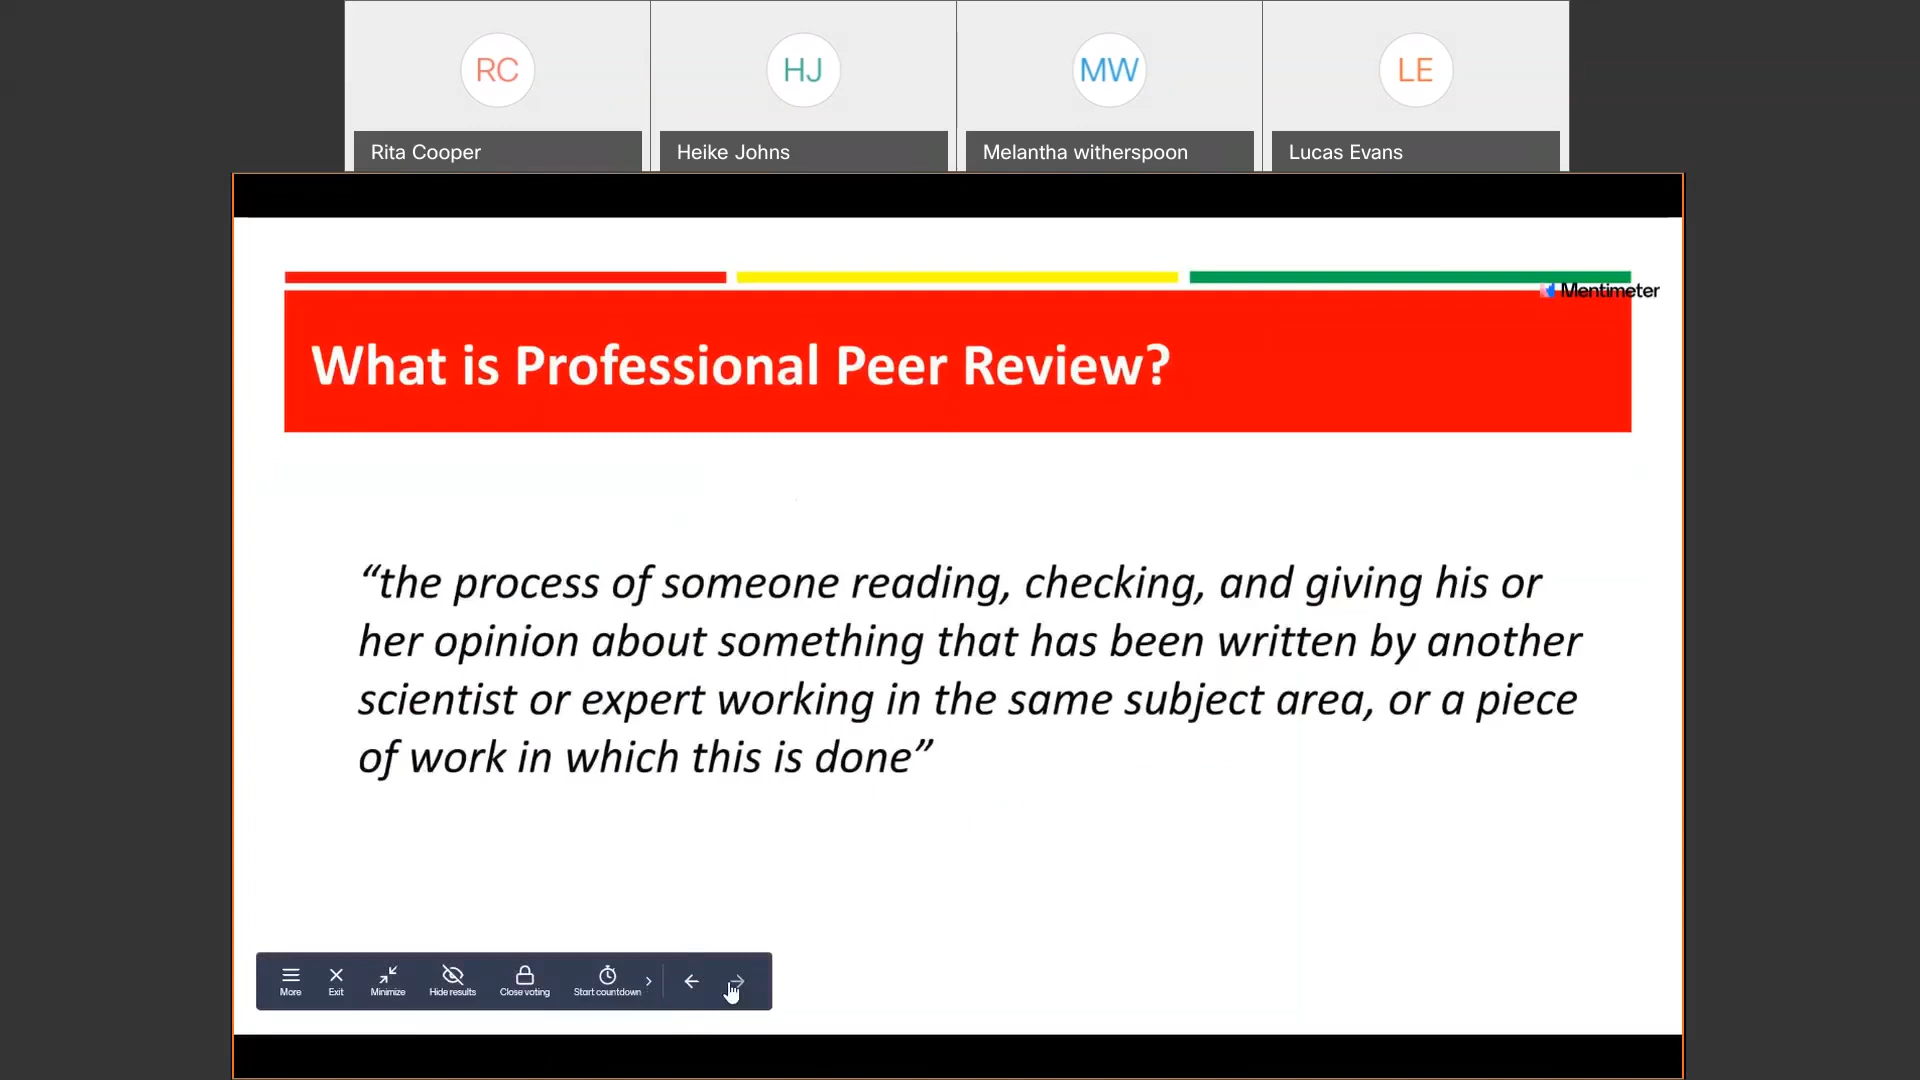 RC
HJ
MW
LE
Rita Cooper
Heike Johns
Melantha witherspoon
Lucas Evans
Mentimeter
What is Professional Peer Review?
“the process of someone reading, checking, and giving his or
her opinion about something that has been written by another
scientist or expert working in the same subject area, or a piece
of work in which this is done”
More
Exit
Minimize
Hide results
Close voting
Start countdown